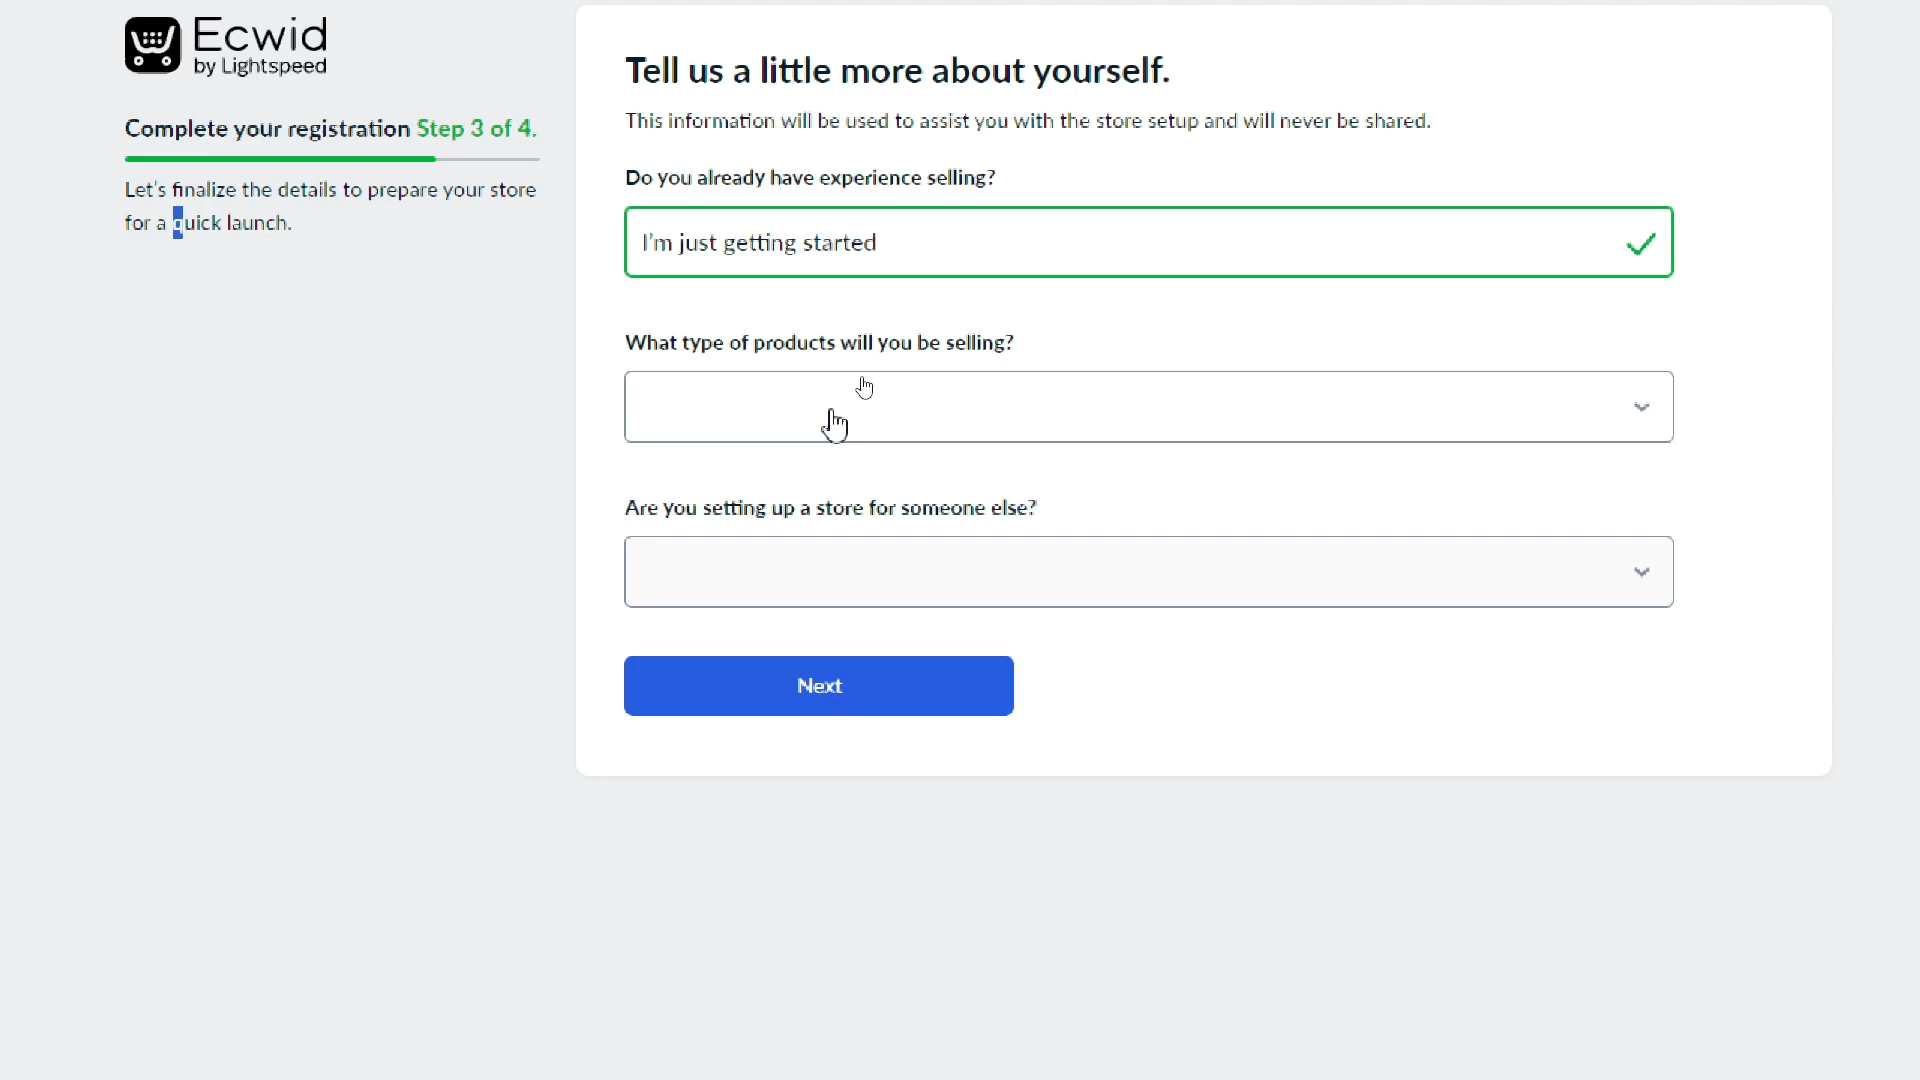 Ecwid
by Lightspeed
Complete your registration Step 3 of 4.
Let's finalize the details to prepare your store
for a quick launch.
Tell us a little more about yourself.
This information will be used to assist you with the store setup and will never be shared.
Do you already have experience selling?
I'm just getting started
What type of products will you be selling?
Are you setting up a store for someone else?
Next